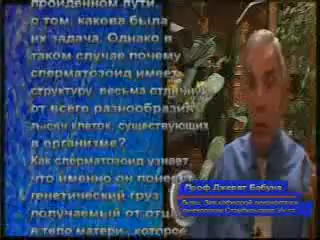 пройденном пути,
о том, какова была
их задача. Однако в
таком случае почему
сперматозоид имеет
структуру, весьма
от всего разнообразия
тысяч клеток, существующих
в организме?
Как сперматозоид узнает,
что именно он понесет
генетический груз
получаемый от отца
в тело матери, которое
Проф Джеват Бабуна